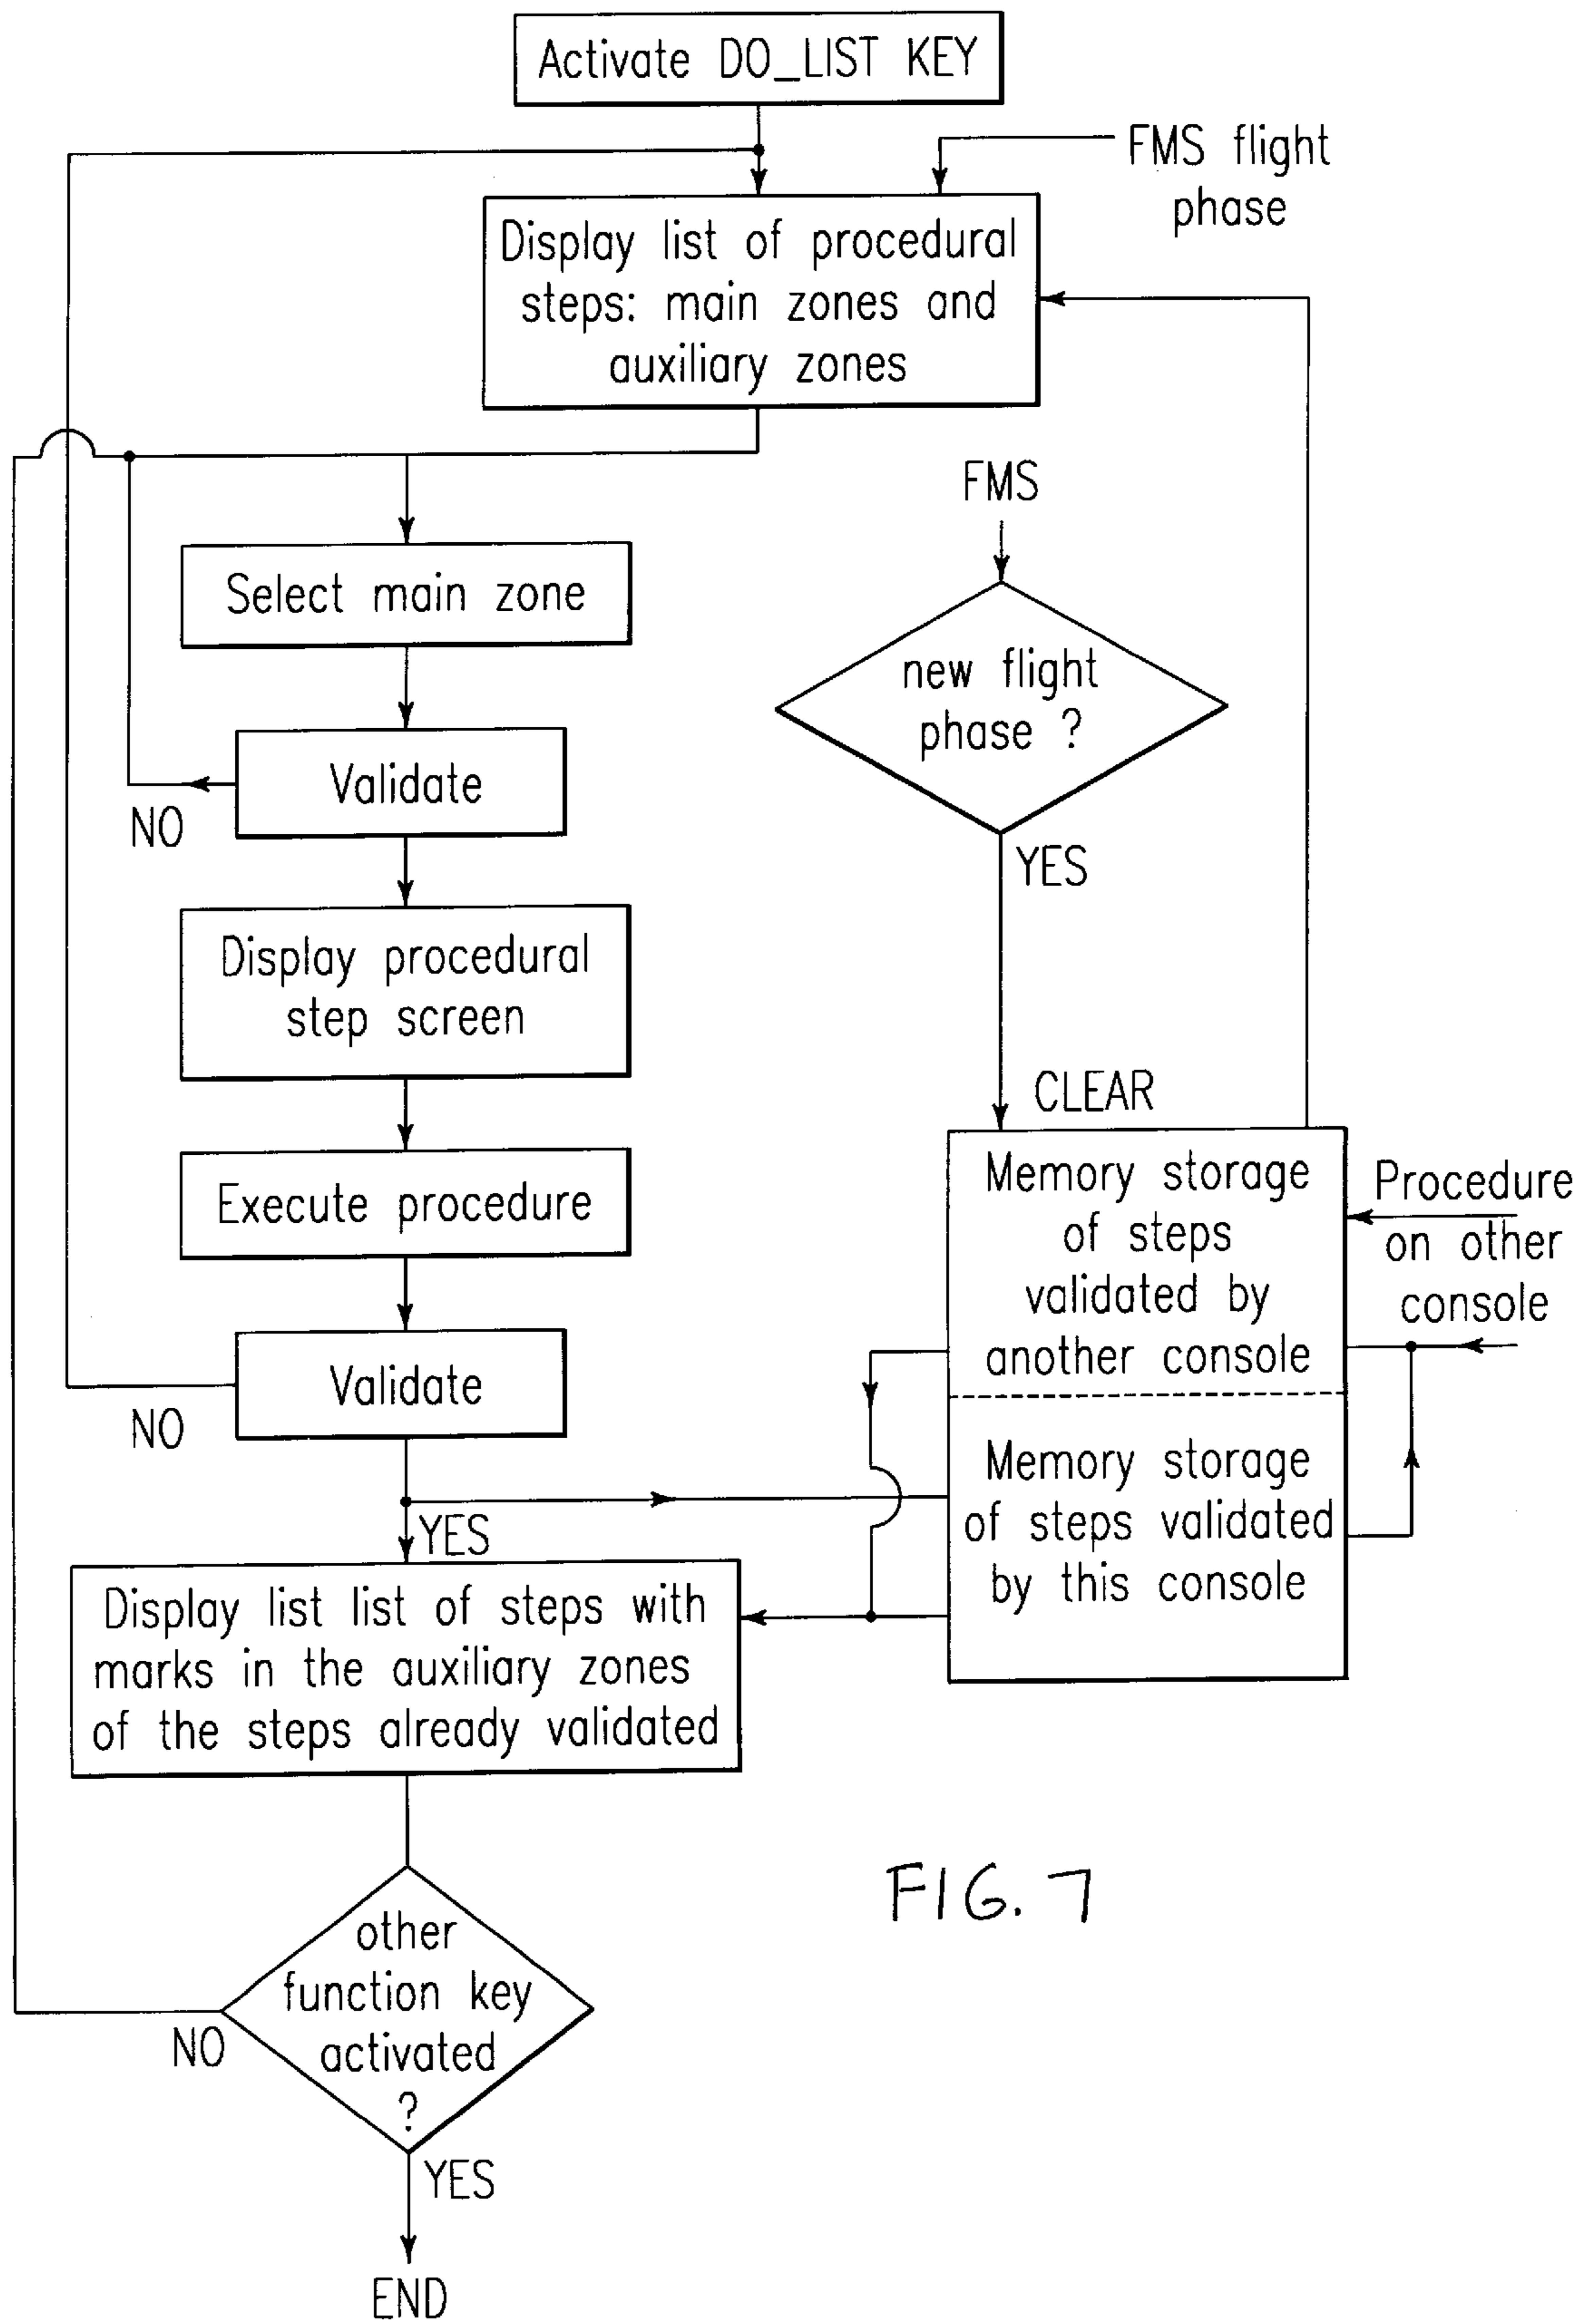 Activate DO_LIST KEY
FMS flight
phase
Display list of procedural
steps: main zones and
auxiliary zones
FMS
Select main zone
new flight
phase ?
Validate
NO
YES
Display procedural
step screen
CLEAR
Memory storage
of steps
validated by
another console
Procedure
on other
console
Execute procedure
Validate
NO
Memory storage
of steps validated
by this console
YES
Display list list of steps with
marks in the auxiliary zones
of the steps already validated
FIG. 7
other
function key
activated
?
NO
YES
END